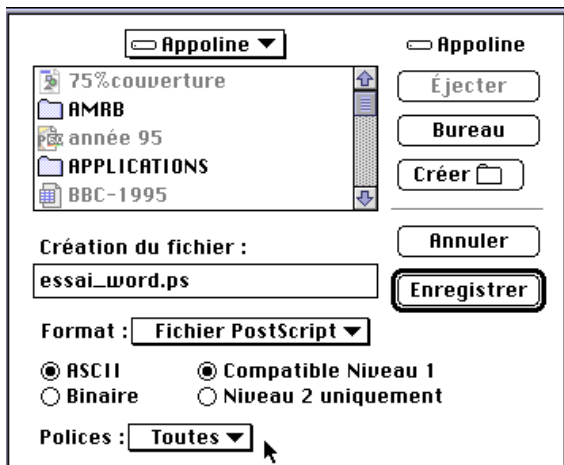 Appoline
Appoline
75%couverture
AMRB
année 95
APPLICATIONS
BBC-1995
Éjecter
Bureau
Créer
Création du fichier :
essai_word.ps
Annuler
Enregistrer
Format : Fichier PostScript
ASCII Compatible Niveau 1
Binaire Niveau 2 uniquement
Polices : Toutes